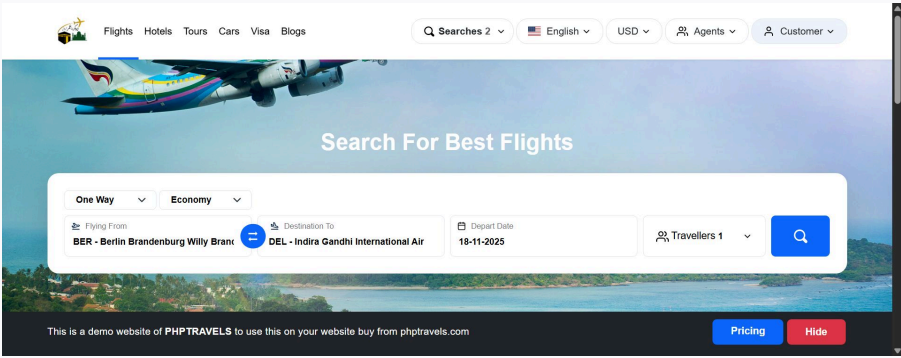 Flights Hotels Tours Cars Visa Blogs Searches 2 English USD Agents Customer
Search For Best Flights
One Way Economy
Flying From Destination To Depart Date
BER - Berlin Brandenburg Willy Branc DEL - Indira Gandhi International Air 18-11-2025 Travellers 1
This is a demo website of PHPTRAVELS to use this on your website buy from phptravels.com Pricing Hide